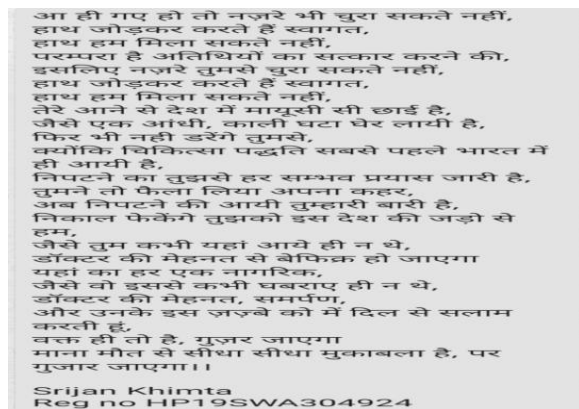 आ ही गए हो तो नज़रे भी चुरा सकते नहीं,
हाथ जोड़कर करते हैं स्वागत,
हाथ हम मिला सकते नहीं,
परम्परा है अतिथियों का सत्कार करने की,
इसलिए नज़रे तुमसे चुरा सकते नहीं,
हाथ जोड़कर करते हैं स्वागत,
हाथ हम मिला सकते नहीं,
तेरे आने से देश में मायूसी सी छाई है,
जैसे एक आंधी, काली घटा घेर लायी है,
फिर भी नही डरेंगे तुमसे,
क्योंकि चिकित्सा पद्धति सबसे पहले भारत में
ही आयी है,
निपटने का तुझसे हर सम्भव प्रयास जारी है,
तुमने तो फैला लिया अपना कहर,
अब निपटने की आयी तुम्हारी बारी है,
निकाल फेकेंगे तुझको इस देश की जड़ो से
हम,
जैसे तुम कभी यहां आये ही न थे,
डॉक्टर की मेहनत से बेफिक्र हो जाएगा
यहां का हर एक नागरिक,
जैसे वो इससे कभी घबराए ही न थे,
डॉक्टर की मेहनत, समर्पण,
और उनके इस ज़ज़्बे को में दिल से सलाम
करती हूं,
वक्त ही तो है, गुज़र जाएगा
माना मौत से सीधा सीधा मुकाबला है, पर
गुजार जाएगा।।
Srijan Khimta
Reg no HP19SWA304924